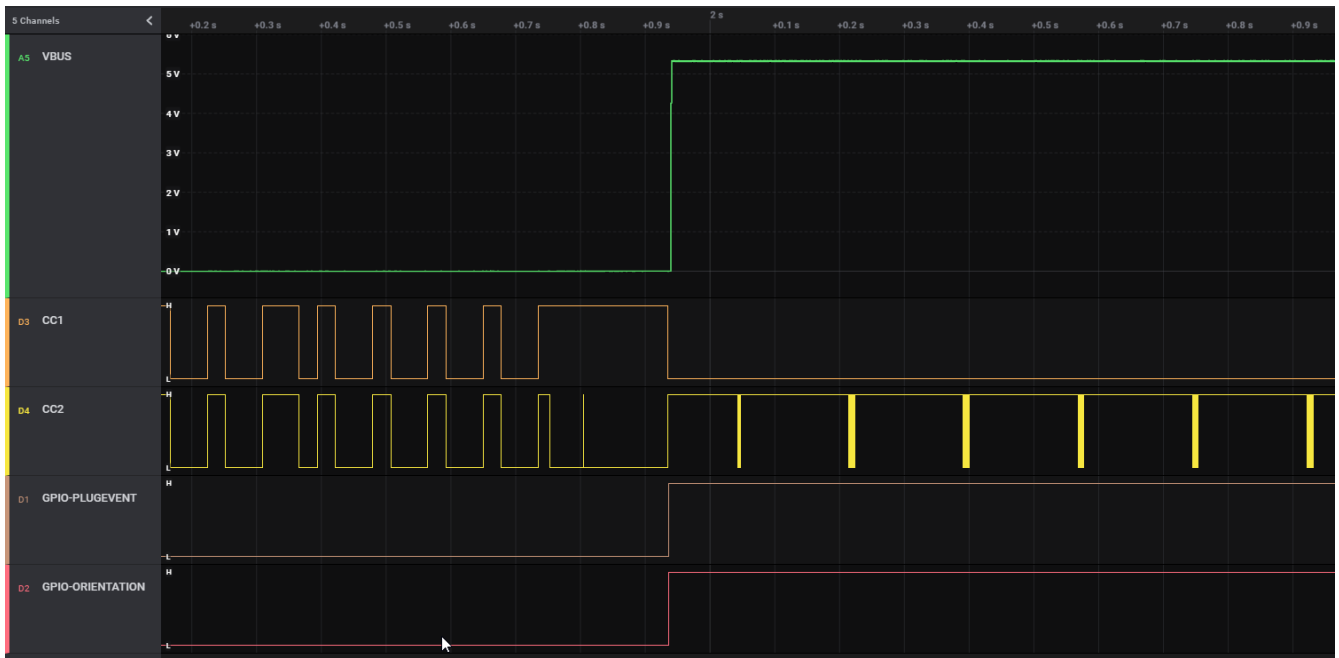 5 Channels
+0.2 s +0.3 s +0.4 s +0.5 s +0.6 s +0.7 s +0.8 s +0.9 s 2 s +0.1 s +0.2 s +0.3 s +0.4 s +0.5 s +0.6 s +0.7 s +0.8 s +0.9 s
A5 VBUS
5 V
4 V
3 V
2 V
1 V
0 V
H
D3 CC1
L
H
D4 CC2
L
H
D1 GPIO-PLUGEVENT
L
H
D2 GPIO-ORIENTATION
L